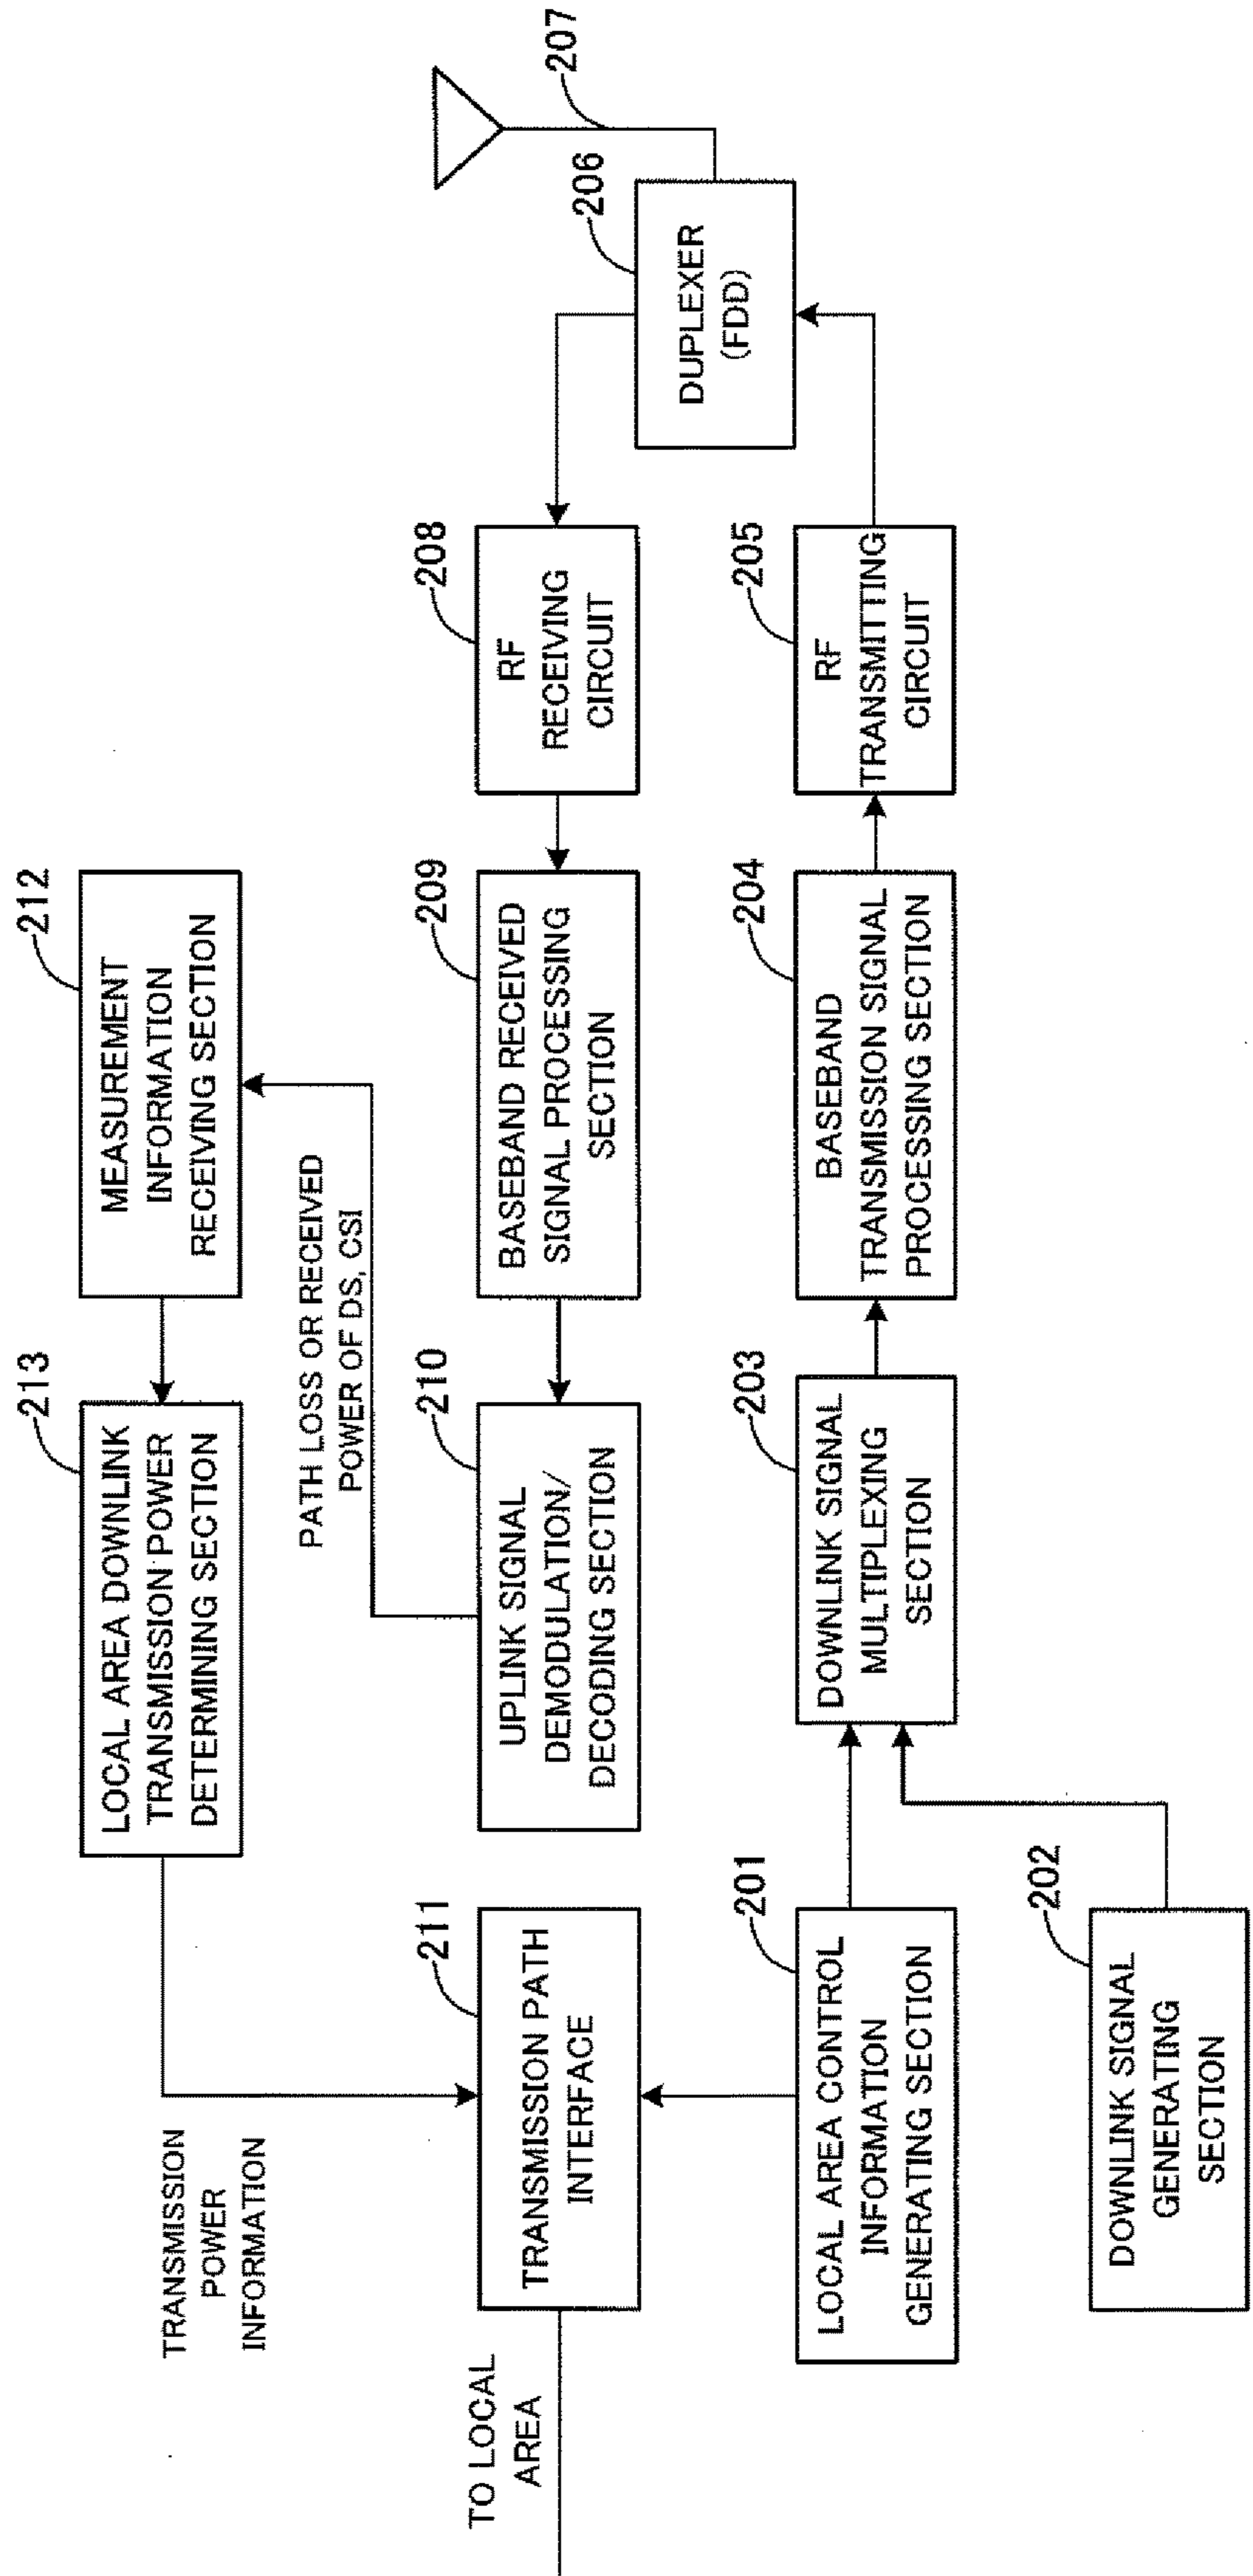 213
LOCAL AREA DOWNLINK
TRANSMISSION POWER
DETERMINING SECTION
212
MEASUREMENT
INFORMATION
RECEIVING SECTION
TRANSMISSION
POWER
INFORMATION
PATH LOSS OR RECEIVED
POWER OF DS, CSI
TO LOCAL
AREA
211
TRANSMISSION PATH
INTERFACE
210
UPLINK SIGNAL
DEMODULATION/
DECODING SECTION
209
BASEBAND RECEIVED
SIGNAL PROCESSING
SECTION
208
RF
RECEIVING
CIRCUIT
207
206
DUPLEXER
(FDD)
201
LOCAL AREA CONTROL
INFORMATION
GENERATING SECTION
203
DOWNLINK SIGNAL
MULTIPLEXING
SECTION
204
BASEBAND
TRANSMISSION SIGNAL
PROCESSING SECTION
205
RF
TRANSMITTING
CIRCUIT
202
DOWNLINK SIGNAL
GENERATING
SECTION